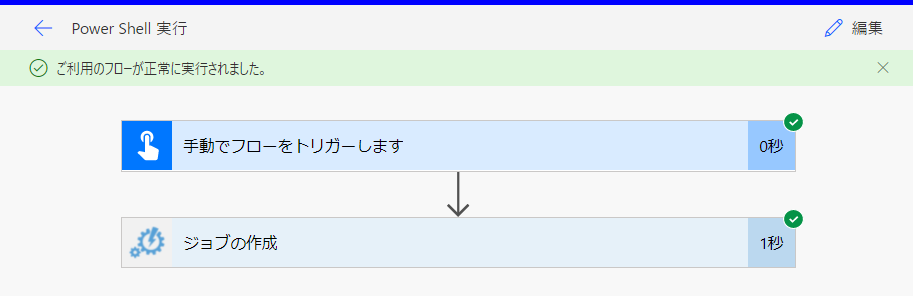 Power Shell 実行
編集
ご利用のフローが正常に実行されました。
手動でフローをトリガーします
0秒
ジョブの作成
1秒